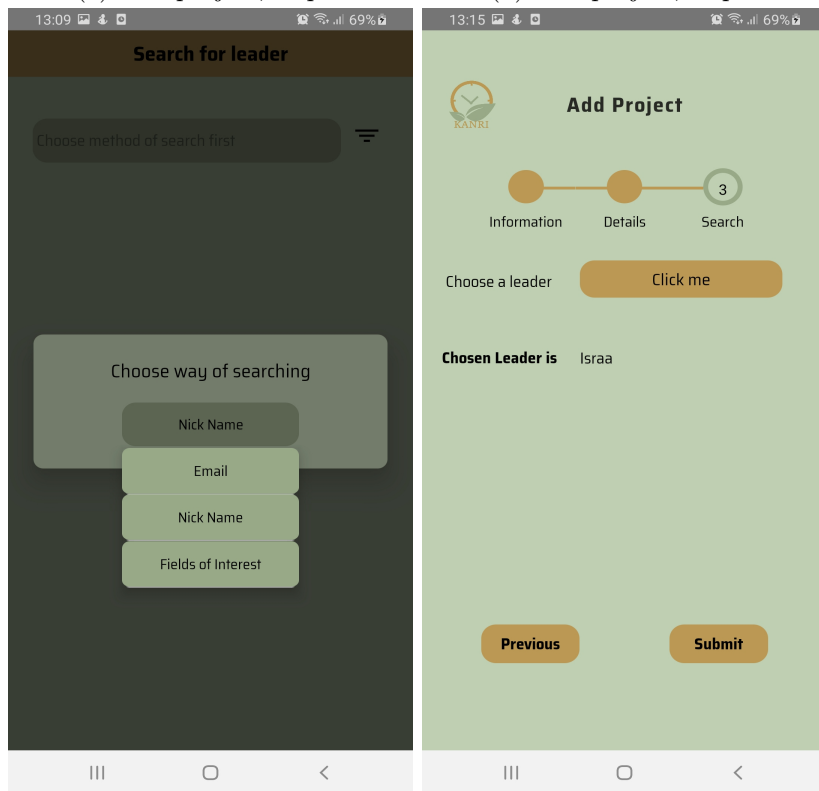 13:09
69%
Search for leader
Choose method of search first
Choose way of searching
Nick Name
Email
Nick Name
Fields of Interest
13:15
69%
KANRI
Add Project
3
Information Details Search
Choose a leader Click me
Chosen Leader is Israa
Previous Submit